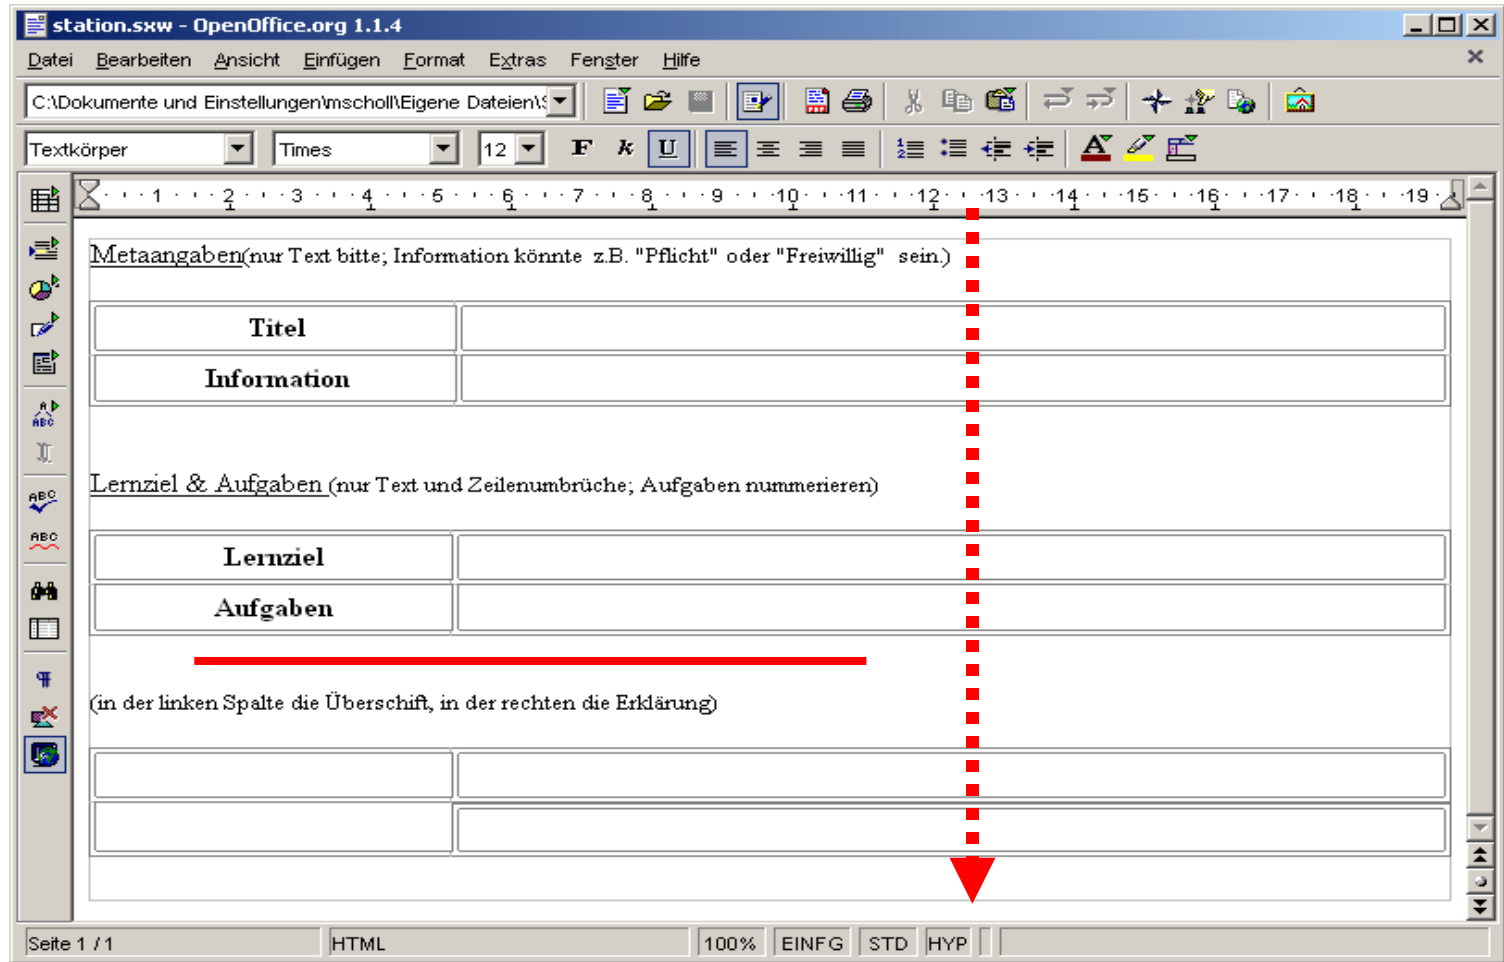 station.sxw - OpenOffice.org 1.1.4
Datei Bearbeiten Ansicht Einfügen Format Extras Fenster Hilfe
C:\Dokumente und Einstellungen\mscholl\Eigene Dateien\
Textkörper Times 12 F k U
1 2 3 4 5 6 7 8 9 10 11 12 13 14 15 16 17 18 19
Metaangaben(nur Text bitte; Information könnte z.B. "Pflicht" oder "Freiwillig" sein.)
Titel
Information
Lernziel & Aufgaben (nur Text und Zeilenumbrüche; Aufgaben nummerieren)
Lernziel
Aufgaben
(in der linken Spalte die Überschift, in der rechten die Erklärung)
Seite 1 / 1 HTML 100% EINFG STD HYP